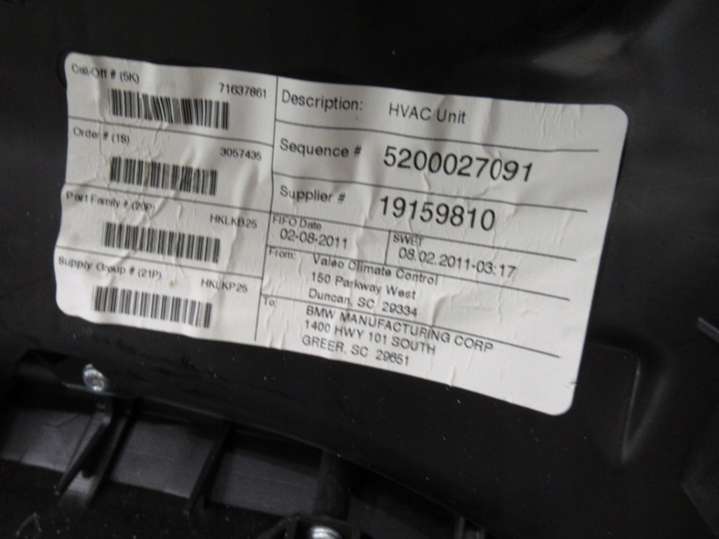 Call-Off # (5K)
71637861
Order # (1S)
3057435
Part Family # (20P)
HKLKB25
Supply Group # (21P)
HKLKP25
Description: HVAC Unit
Sequence # 5200027091
Supplier # 19159810
FIFO Date
02-08-2011
SWET
08.02.2011-03:17
From: Valeo Climate Control
150 Parkway West
Duncan, SC 29334
To: BMW MANUFACTURING CORP
1400 HWY 101 SOUTH
GREER, SC 29651